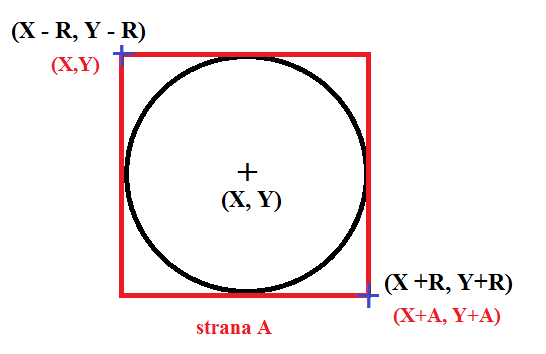 (X - R, Y - R)
(X,Y)
(X, Y)
(X +R, Y+R)
(X+A, Y+A)
strana A